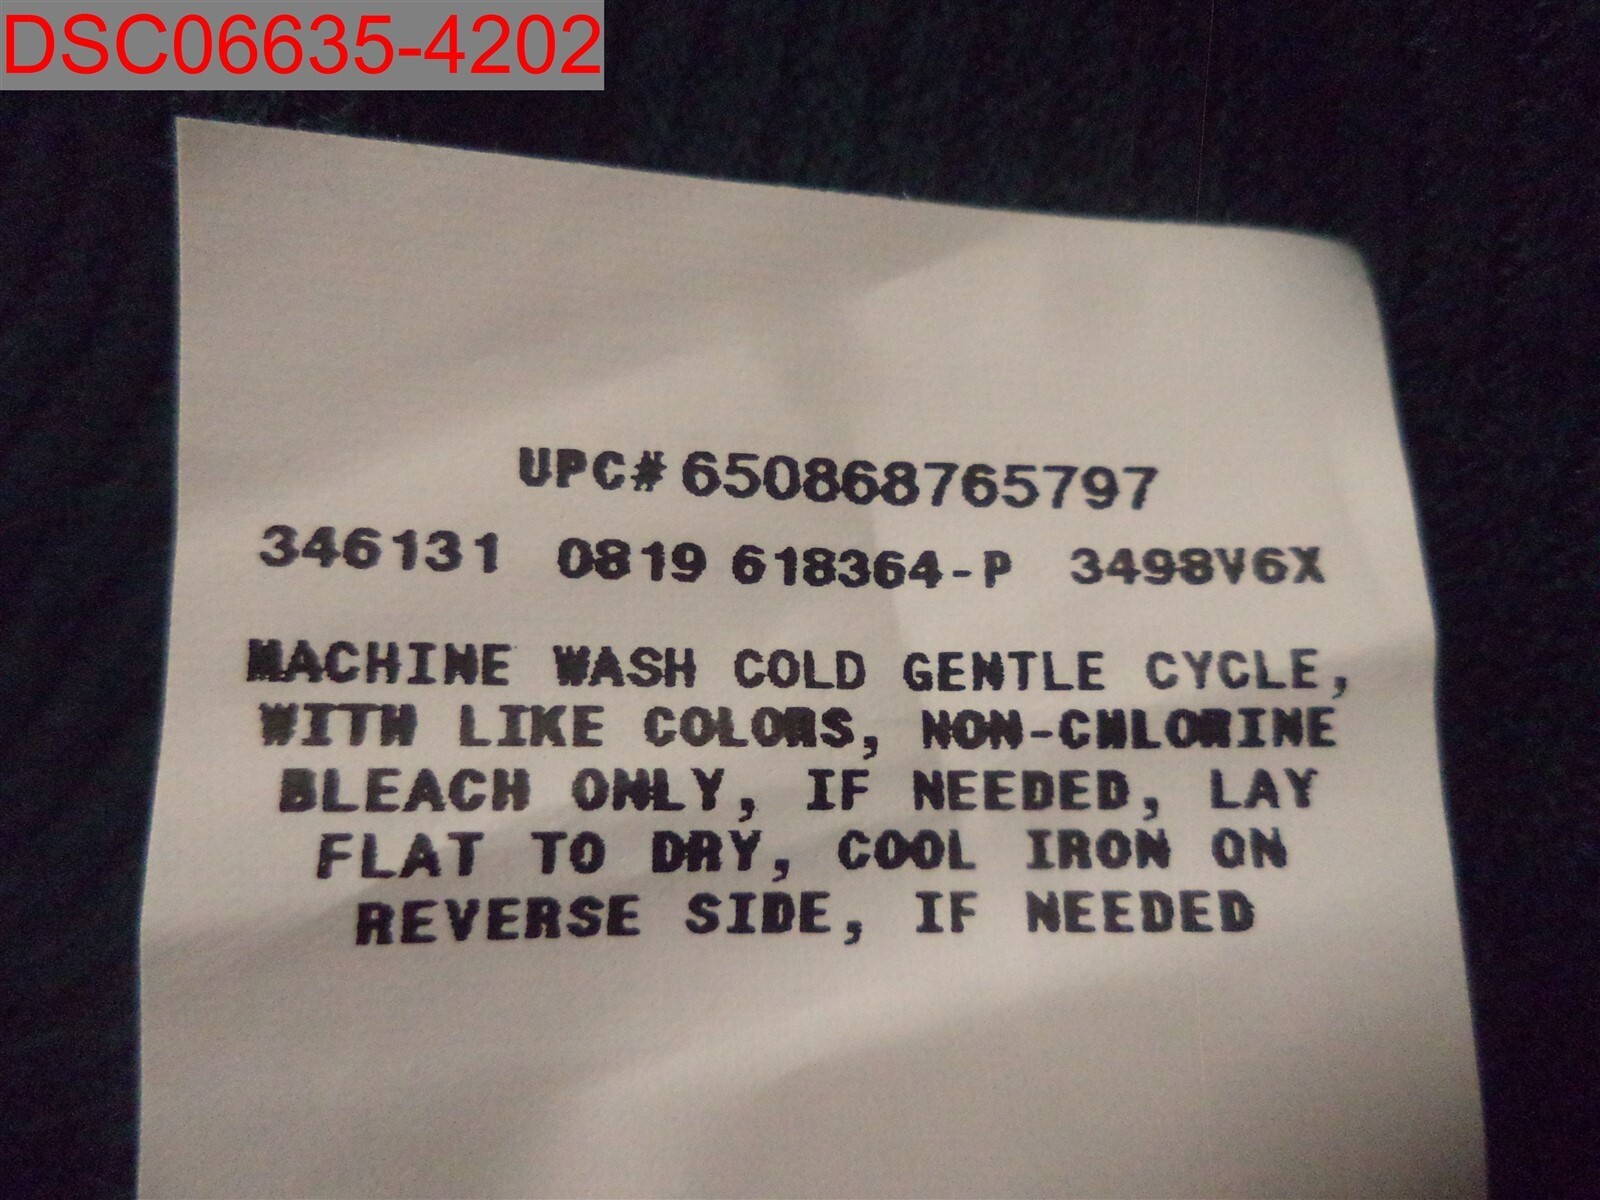 DSC06635-4202
UPC# 650868765797
346131 0819 618364-P 3498V6X
MACHINE WASH COLD GENTLE CYCLE,
WITH LIKE COLORS, NON-CHLORINE
BLEACH ONLY, IF NEEDED, LAY
FLAT TO DRY, COOL IRON ON
REVERSE SIDE, IF NEEDED